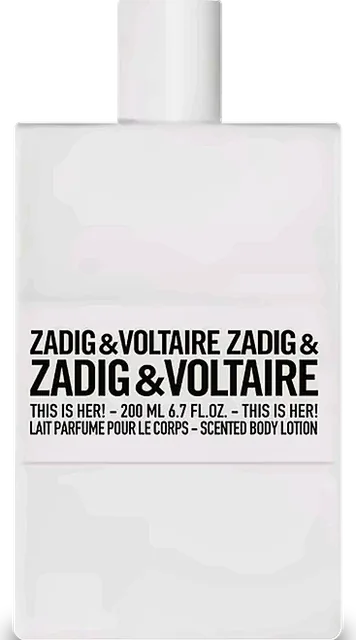 ZADIG&VOLTAIRE ZADIG &
ZADIG &VOLTAIRE
THIS IS HER! – 200 ML 6.7 FL.OZ. – THIS IS HER!
LAIT PARFUME POUR LE CORPS – SCENTED BODY LOTION